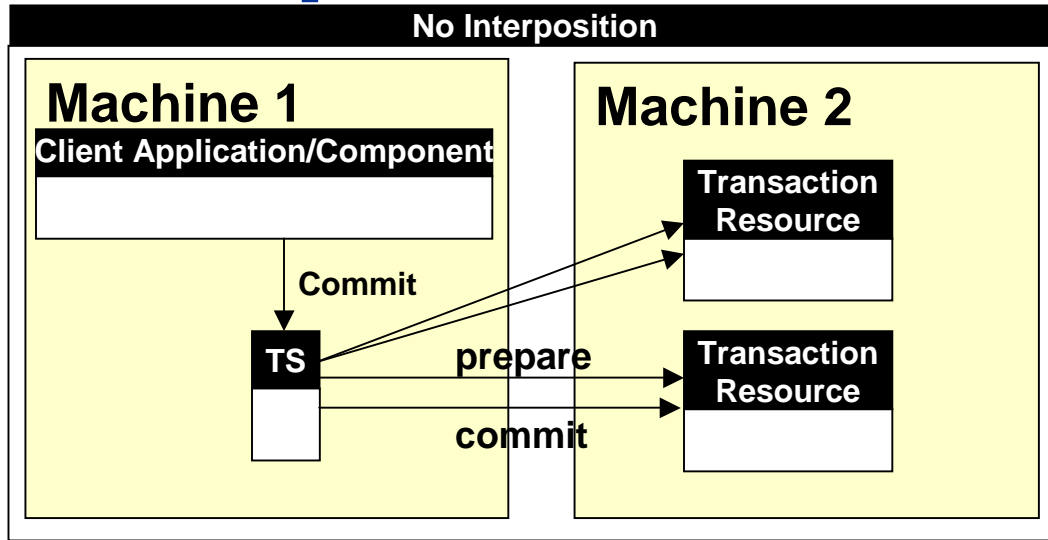 No Interposition
Machine 1
Client Application/Component
Commit
TS
Machine 2
Transaction
Resource
prepare
commit
Transaction
Resource